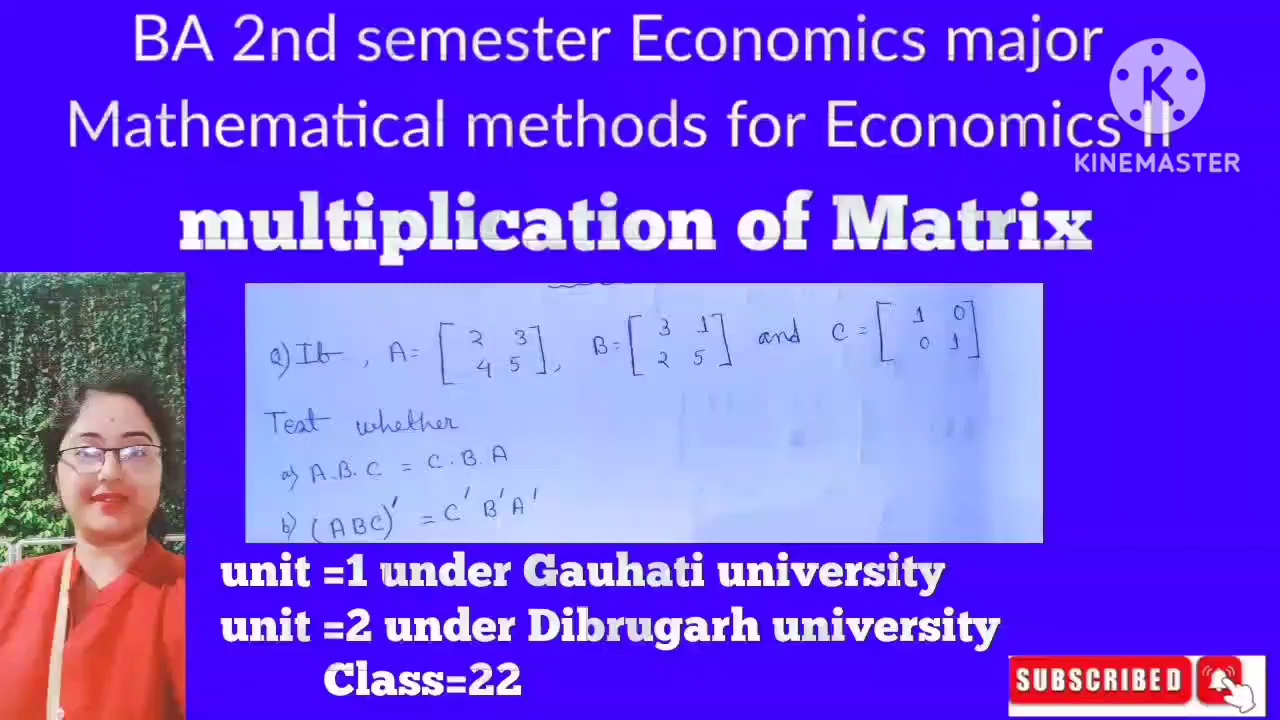 BA 2nd semester Economics major
Mathematical methods for Economics II
KINEMASTER
multiplication of Matrix
Q) If, A = [2 3 4 5], B = [3 1 2 5] and C = [1 0 0 1]
Test whether
a) A.B.C = C.B.A
b) (ABC)' = C'B'A'
unit =1 under Gauhati university
unit =2 under Dibrugarh university
Class=22
SUBSCRIBED